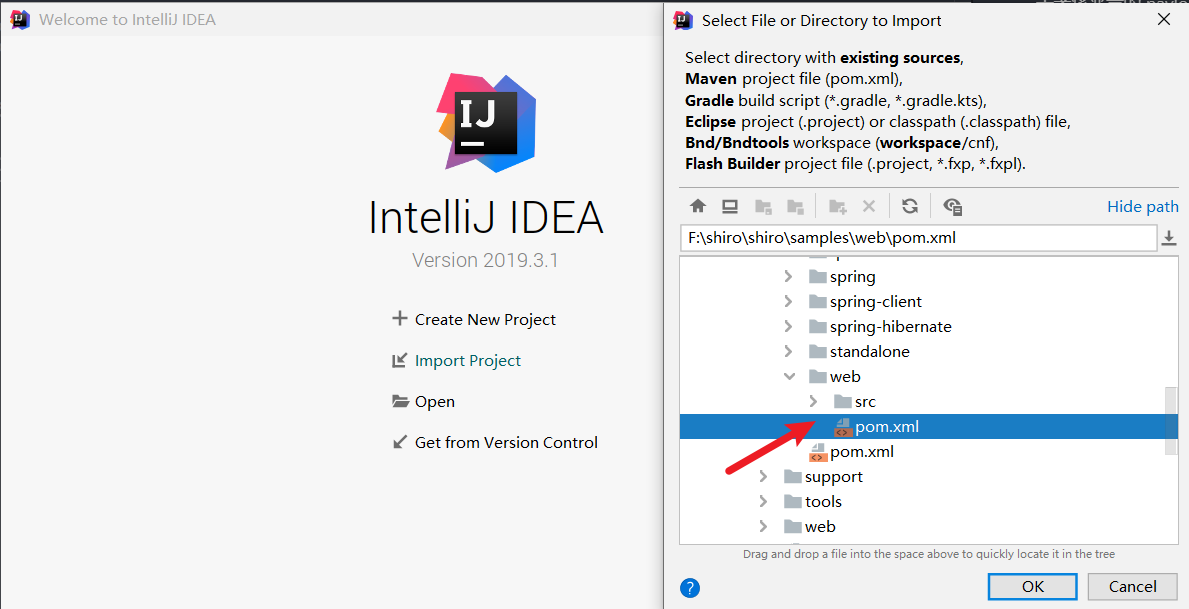 Welcome to IntelliJ IDEA
IJ
IntelliJ IDEA
Version 2019.3.1
Create New Project
Import Project
Open
Get from Version Control
Select File or Directory to Import
Select directory with existing sources,
Maven project file (pom.xml),
Gradle build script (*.gradle, *.gradle.kts),
Eclipse project (.project) or classpath (.classpath) file,
Bnd/Bndtools workspace (workspace/cnf),
Flash Builder project file (.project, *.fxp, *.fxpl).
Hide path
F:\shiro\shiro\samples\web\pom.xml
spring
spring-client
spring-hibernate
standalone
web
src
pom.xml
pom.xml
support
tools
web
Drag and drop a file into the space above to quickly locate it in the tree
?
OK
Cancel